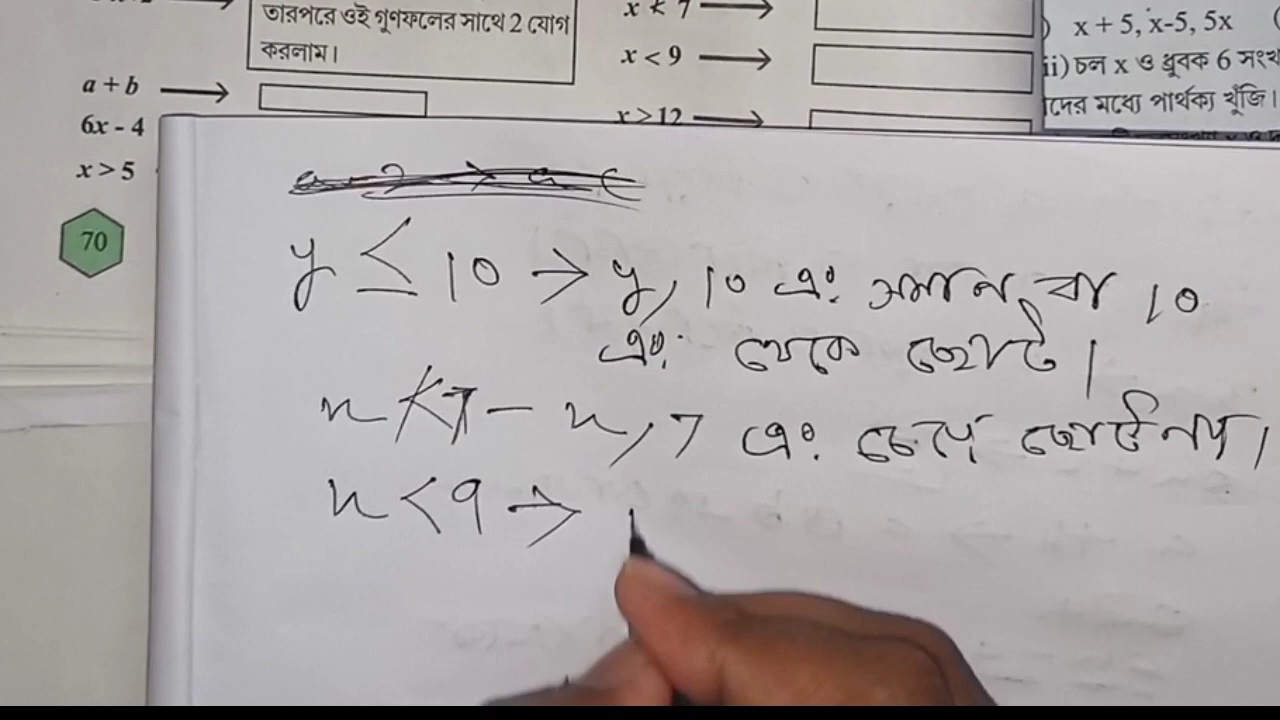 তারপরে ওই গুণফলের সাথে 2 যোগ
করলাম।
a + b
6x - 4
x > 5
70
x ≮ 7
x < 9
x > 12
x + 5, x-5, 5x
ii) চল x ও ধ্রুবক 6 সংখ
দের মধ্যে পার্থক্য খুঁজি।
y ≤ 10 → y, 10 এর সমান বা 10
এর থেকে ছোট।
x ≮ 7 – x, 7 এর চেয়ে ছোট নয়।
x < 9 →